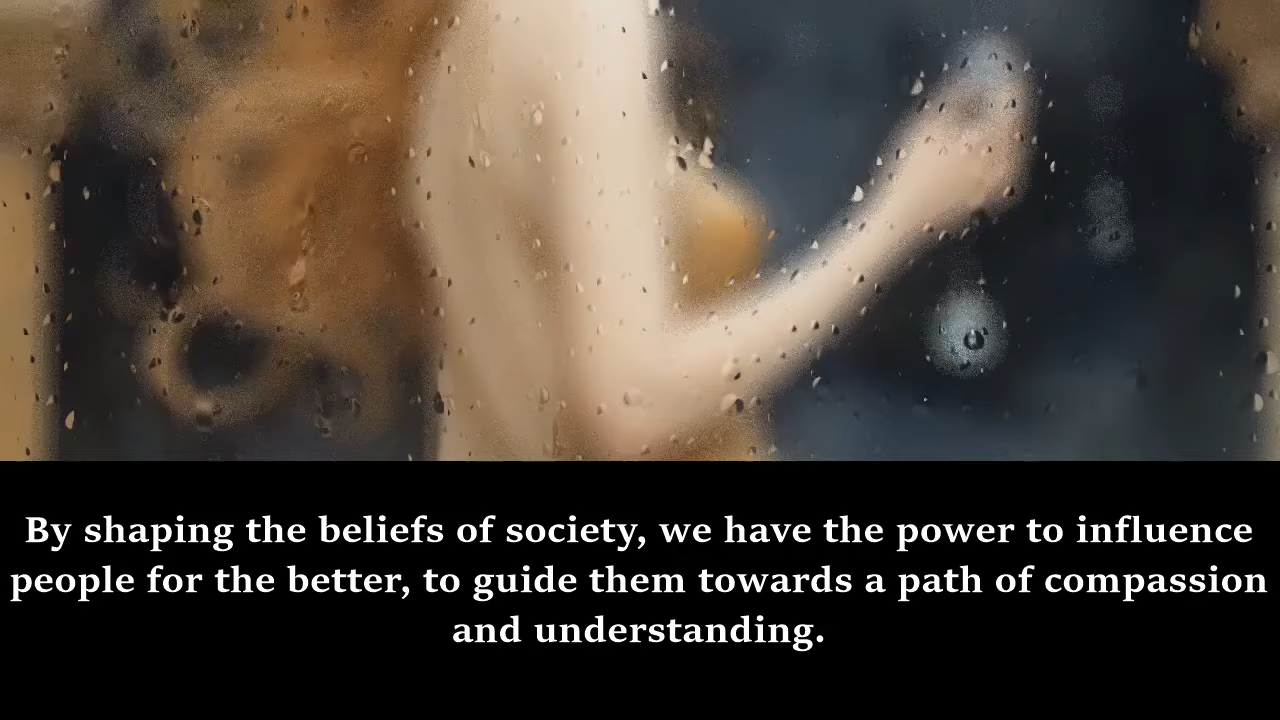 By shaping the beliefs of society, we have the power to influence
people for the better, to guide them towards a path of compassion
and understanding.